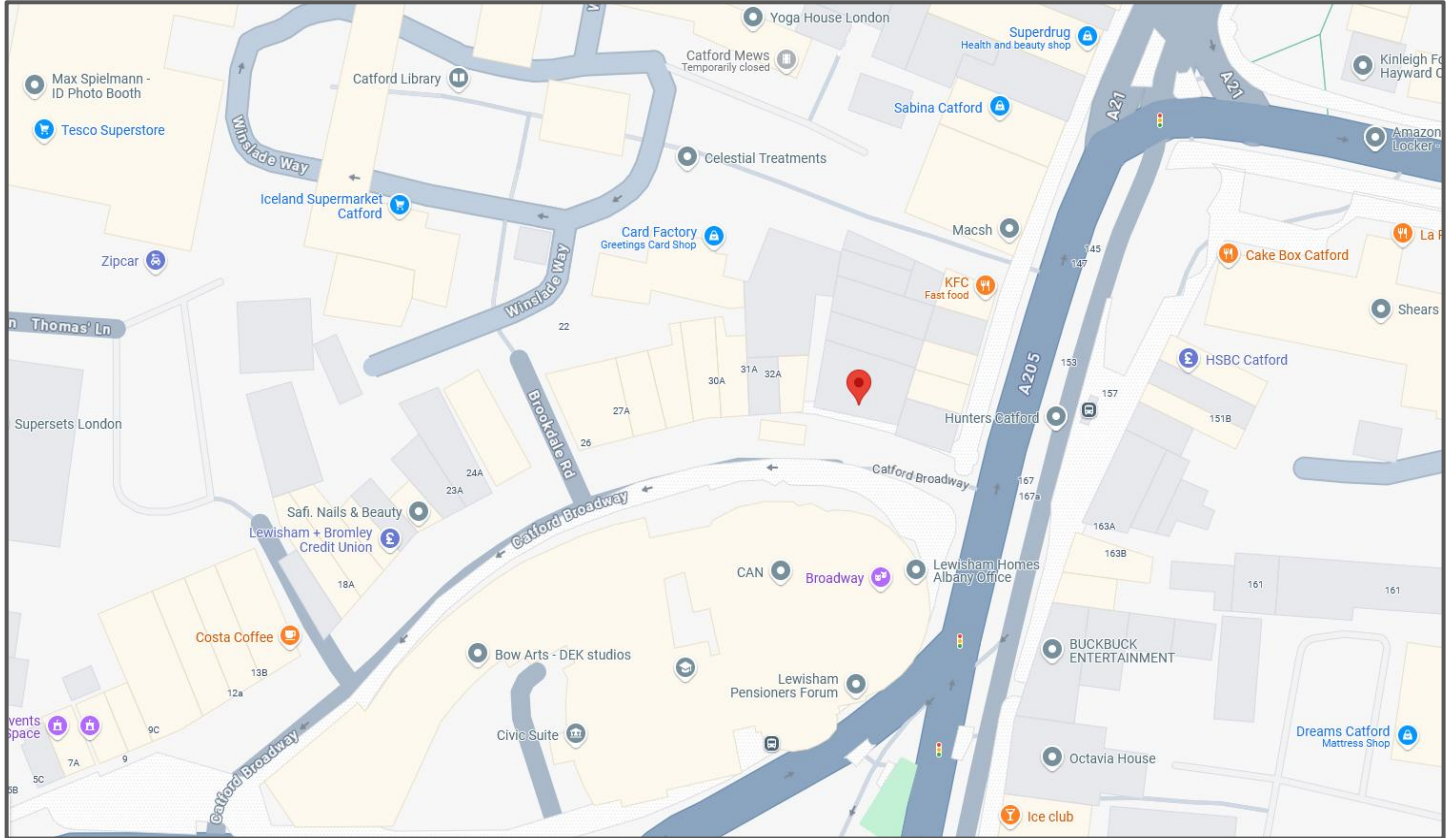 Yoga House London
Superdrug
Health and beauty shop
Catford Mews
Temporarily closed
Kinleigh Fo
Hayward C
Max Spielmann -
ID Photo Booth
Catford Library
A21
A21
Sabina Catford
Tesco Superstore
Amazon
Locker -
Winslade Way
Celestial Treatments
Iceland Supermarket
Catford
Card Factory
Greetings Card Shop
Macsh
145
147
La
Cake Box Catford
Zipcar
Winslade Way
KFC
Fast food
Shears
n Thomas' Ln
22
A205
153
HSBC Catford
31A
32A
30A
157
27A
Brookdale Rd
Hunters Catford
151B
Supersets London
26
24A
23A
Catford Broadway
167
167a
Safi. Nails & Beauty
Catford Broadway
163A
Lewisham + Bromley
Credit Union
163B
CAN
Broadway
Lewisham Homes
Albany Office
18A
161
161
Costa Coffee
Bow Arts - DEK studios
BUCKBUCK
ENTERTAINMENT
13B
12a
Lewisham
Pensioners Forum
vents
Space
9C
Civic Suite
Dreams Catford
Mattress Shop
9
7A
5C
Catford Broadway
Octavia House
Ice club